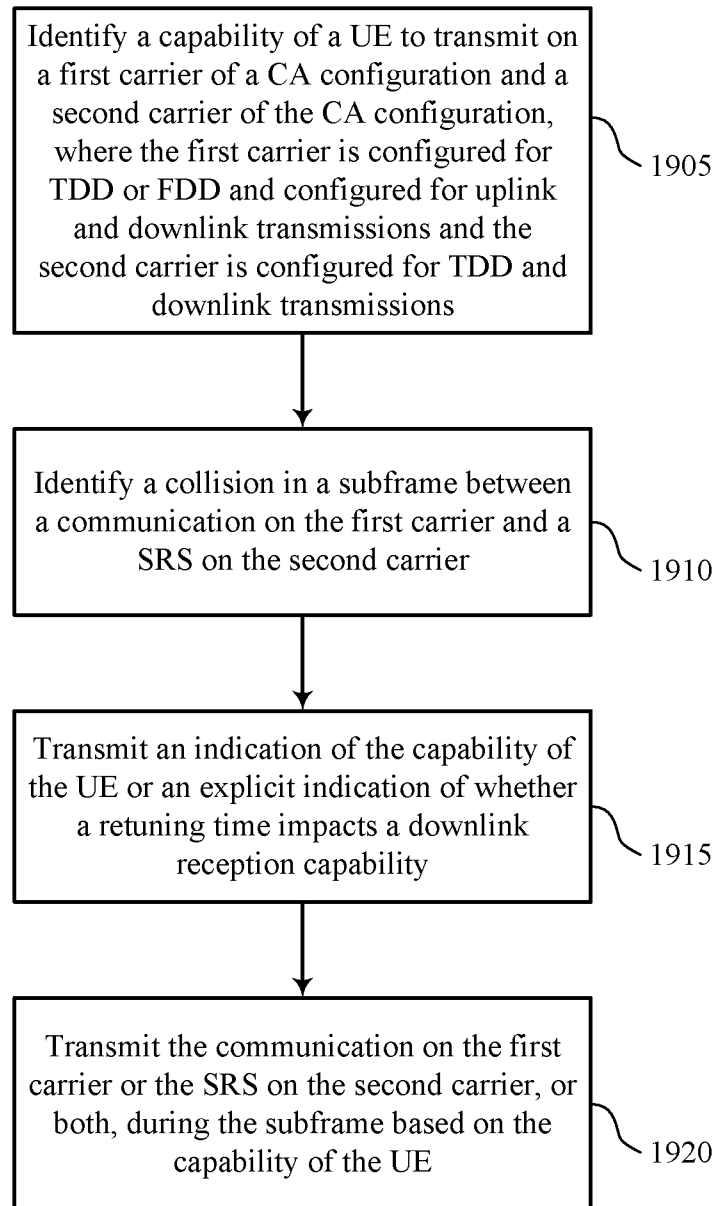 Identify a capability of a UE to transmit on
a first carrier of a CA configuration and a
second carrier of the CA configuration,
where the first carrier is configured for
TDD or FDD and configured for uplink
and downlink transmissions and the
second carrier is configured for TDD and
downlink transmissions
1905
Identify a collision in a subframe between
a communication on the first carrier and a
SRS on the second carrier
1910
Transmit an indication of the capability of
the UE or an explicit indication of whether
a retuning time impacts a downlink
reception capability
1915
Transmit the communication on the first
carrier or the SRS on the second carrier, or
both, during the subframe based on the
capability of the UE
1920